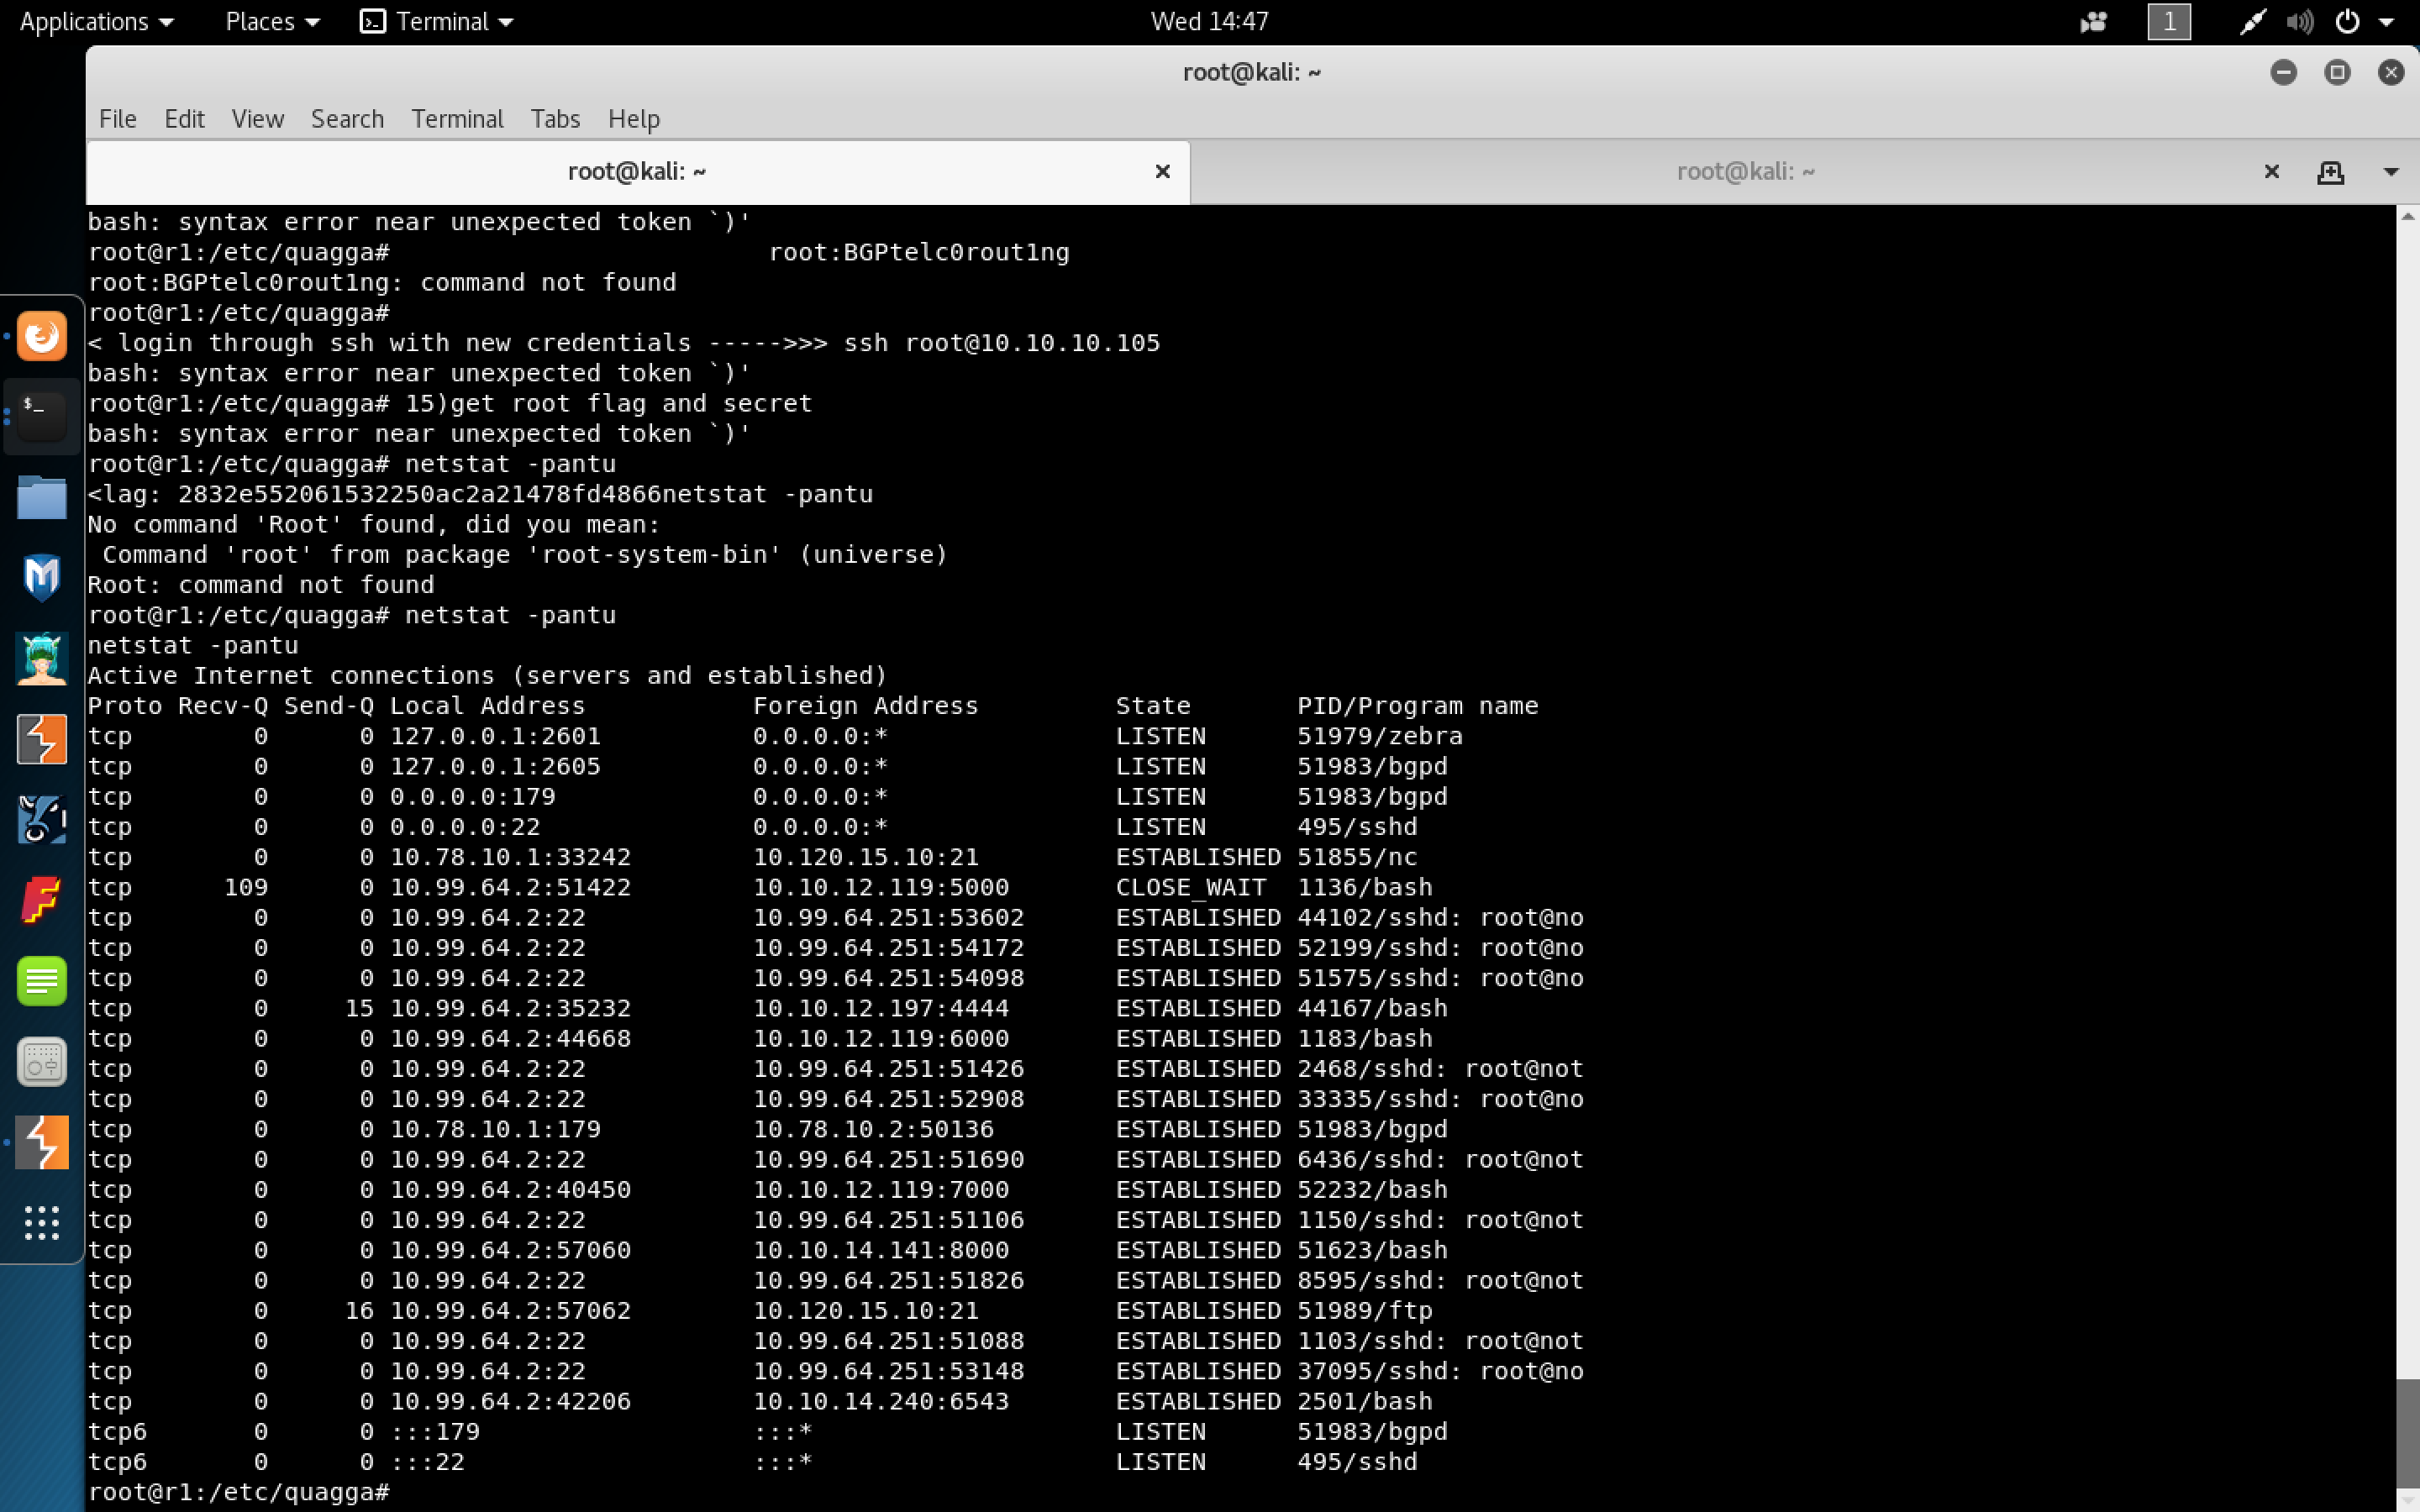 Applications Places Terminal Wed 14:47 1
root@kali: ~
File Edit View Search Terminal Tabs Help
root@kali: ~ root@kali: ~
bash: syntax error near unexpected token `)'
root@r1:/etc/quagga#                         root:BGPtelc0rout1ng
root:BGPtelc0rout1ng: command not found
root@r1:/etc/quagga#
< login through ssh with new credentials ----->>> ssh root@10.10.10.105
bash: syntax error near unexpected token `)'
root@r1:/etc/quagga# 15)get root flag and secret
bash: syntax error near unexpected token `)'
root@r1:/etc/quagga# netstat -pantu
<lag: 2832e552061532250ac2a21478fd4866netstat -pantu
No command 'Root' found, did you mean:
 Command 'root' from package 'root-system-bin' (universe)
Root: command not found
root@r1:/etc/quagga# netstat -pantu
netstat -pantu
Active Internet connections (servers and established)
Proto Recv-Q Send-Q Local Address           Foreign Address         State       PID/Program name
tcp        0      0 127.0.0.1:2601          0.0.0.0:*               LISTEN      51979/zebra
tcp        0      0 127.0.0.1:2605          0.0.0.0:*               LISTEN      51983/bgpd
tcp        0      0 0.0.0.0:179             0.0.0.0:*               LISTEN      51983/bgpd
tcp        0      0 0.0.0.0:22              0.0.0.0:*               LISTEN      495/sshd
tcp        0      0 10.78.10.1:33242        10.120.15.10:21         ESTABLISHED 51855/nc
tcp      109      0 10.99.64.2:51422        10.10.12.119:5000       CLOSE_WAIT  1136/bash
tcp        0      0 10.99.64.2:22           10.99.64.251:53602      ESTABLISHED 44102/sshd: root@no
tcp        0      0 10.99.64.2:22           10.99.64.251:54172      ESTABLISHED 52199/sshd: root@no
tcp        0      0 10.99.64.2:22           10.99.64.251:54098      ESTABLISHED 51575/sshd: root@no
tcp        0     15 10.99.64.2:35232        10.10.12.197:4444       ESTABLISHED 44167/bash
tcp        0      0 10.99.64.2:44668        10.10.12.119:6000       ESTABLISHED 1183/bash
tcp        0      0 10.99.64.2:22           10.99.64.251:51426      ESTABLISHED 2468/sshd: root@not
tcp        0      0 10.99.64.2:22           10.99.64.251:52908      ESTABLISHED 33335/sshd: root@no
tcp        0      0 10.78.10.1:179          10.78.10.2:50136        ESTABLISHED 51983/bgpd
tcp        0      0 10.99.64.2:22           10.99.64.251:51690      ESTABLISHED 6436/sshd: root@not
tcp        0      0 10.99.64.2:40450        10.10.12.119:7000       ESTABLISHED 52232/bash
tcp        0      0 10.99.64.2:22           10.99.64.251:51106      ESTABLISHED 1150/sshd: root@not
tcp        0      0 10.99.64.2:57060        10.10.14.141:8000       ESTABLISHED 51623/bash
tcp        0      0 10.99.64.2:22           10.99.64.251:51826      ESTABLISHED 8595/sshd: root@not
tcp        0     16 10.99.64.2:57062        10.120.15.10:21         ESTABLISHED 51989/ftp
tcp        0      0 10.99.64.2:22           10.99.64.251:51088      ESTABLISHED 1103/sshd: root@not
tcp        0      0 10.99.64.2:22           10.99.64.251:53148      ESTABLISHED 37095/sshd: root@no
tcp        0      0 10.99.64.2:42206        10.10.14.240:6543       ESTABLISHED 2501/bash
tcp6       0      0 :::179                  :::*                    LISTEN      51983/bgpd
tcp6       0      0 :::22                   :::*                    LISTEN      495/sshd
root@r1:/etc/quagga#